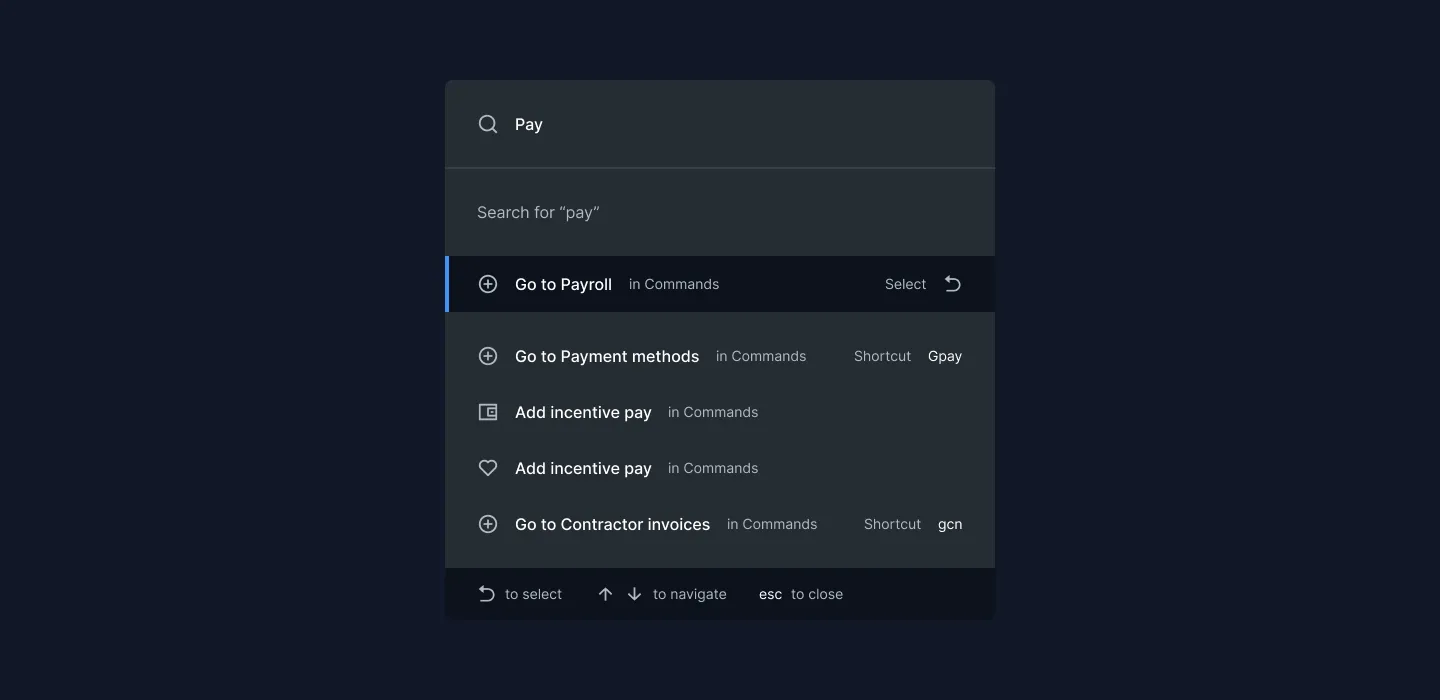 Pay
Search for “pay”
Go to Payroll in Commands Select
Go to Payment methods in Commands Shortcut Gpay
Add incentive pay in Commands
Add incentive pay in Commands
Go to Contractor invoices in Commands Shortcut gcn
to select to navigate esc to close